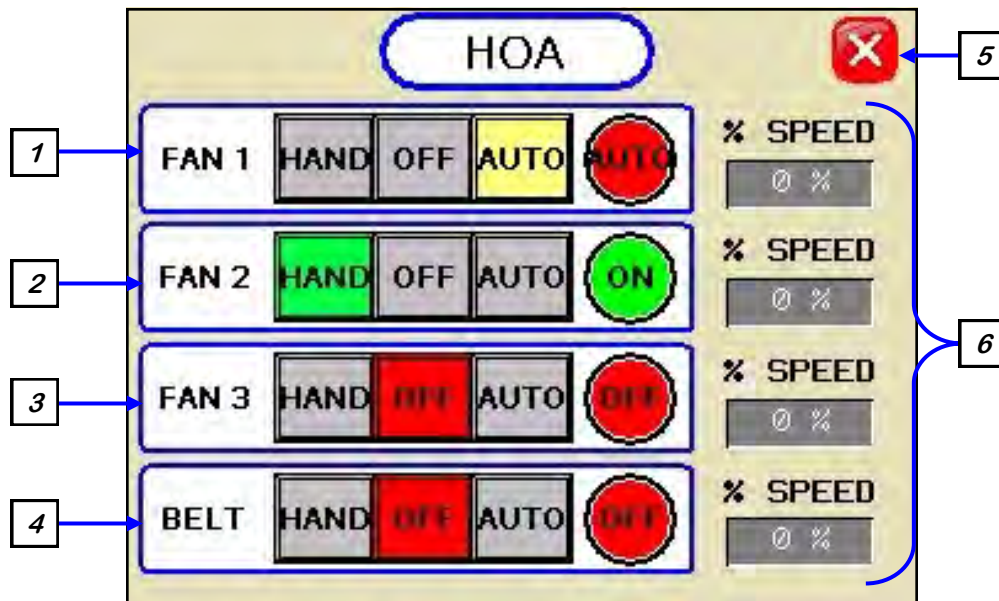 HOA
5
1 FAN 1 HAND OFF AUTO AUTO % SPEED
0 %
2 FAN 2 HAND OFF AUTO ON % SPEED
0 %
6
3 FAN 3 HAND OFF AUTO OFF % SPEED
0 %
4 BELT HAND OFF AUTO OFF % SPEED
0 %